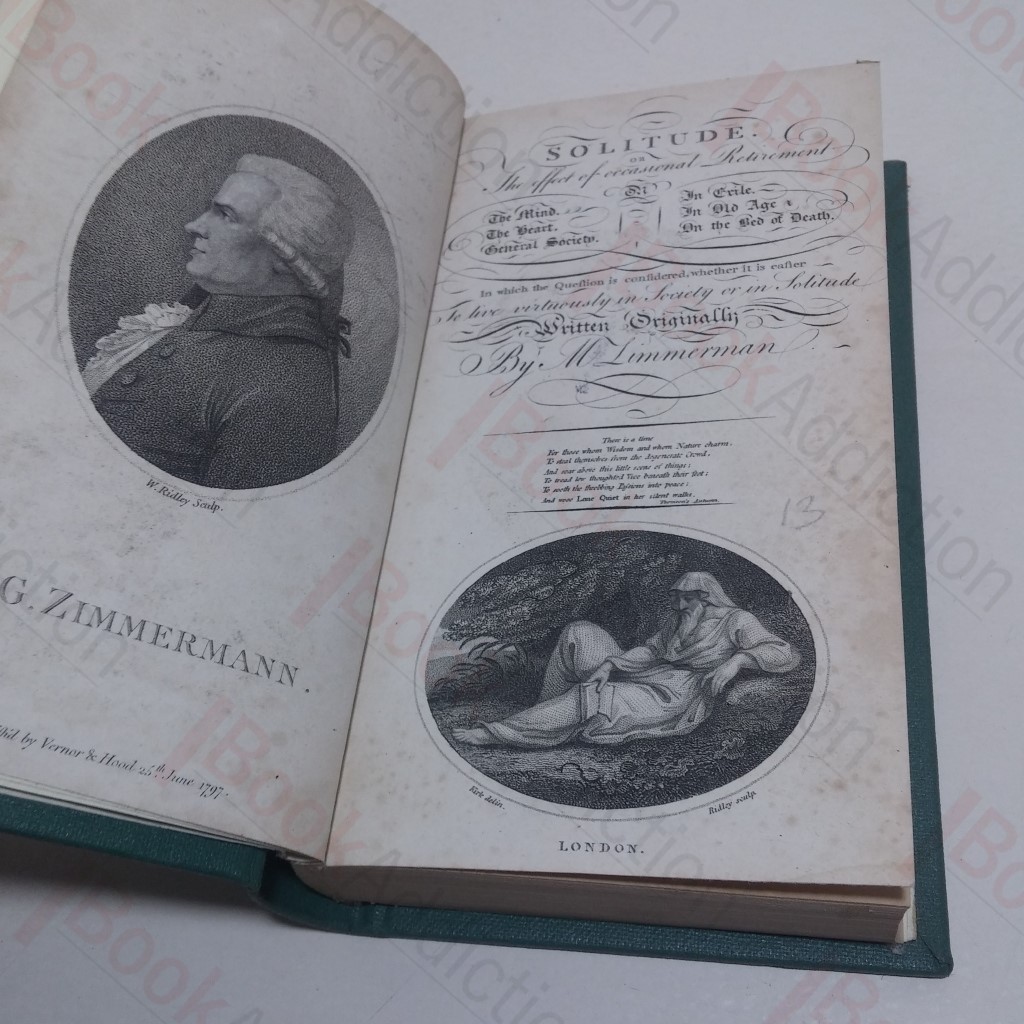 W. Ridley Sculp.
G. ZIMMERMANN.
by Vernor & Hood 25th June 1797.
SOLITUDE.
OR
The effect of occasional Retirement
On
The Mind.
The Heart.
General Society.
In Exile.
In Old Age &
On the Bed of Death.
In which the Question is considered, whether it is easier
To live virtuously in Society or in Solitude
Written Originally
By M Zimmerman
There is a time
For those whom Wisdom and whom Nature charm,
To steal themselves from the degenerate Crowd,
And soar above this little scene of things;
To tread low thoughted Vice beneath their feet;
To sooth the throbbing Passions into peace;
And wooe Lone Quiet in her silent walks.
Thomson's Autumn.
13
Kirk delin.
Ridley sculp.
LONDON.
Book Addiction